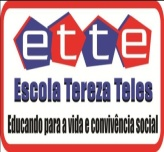 ette
Escola Tereza Teles
Educando para a vida e convivência social